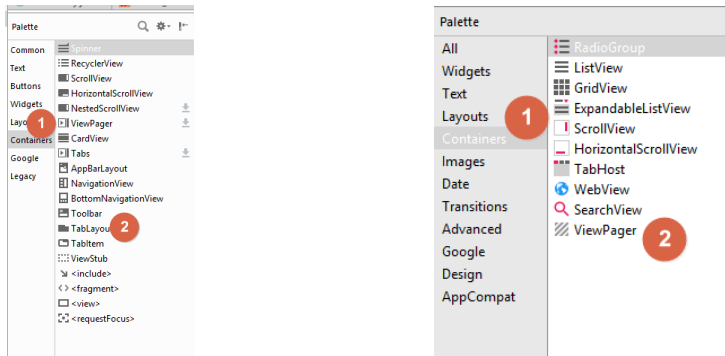 Palette
Common
Text
Buttons
Widgets
Containers
Google
Legacy
Spinner
RecyclerView
ScrollView
HorizontalScrollView
NestedScrollView
ViewPager
CardView
Tabs
AppBarLayout
NavigationView
BottomNavigationView
Toolbar
TabItem
ViewStub
<include>
<fragment>
<view>
<requestFocus>
1
2
Palette
All
Widgets
Text
Layouts
Containers
Images
Date
Transitions
Advanced
Google
Design
AppCompat
RadioGroup
ListView
GridView
ExpandableListView
ScrollView
HorizontalScrollView
TabHost
WebView
SearchView
ViewPager
1
2